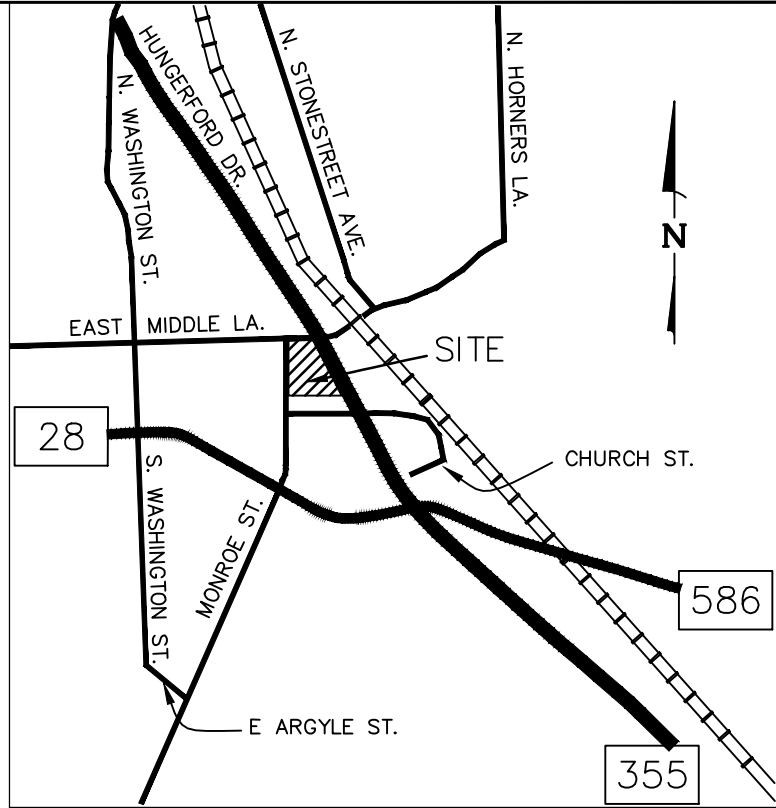 HUNGERFORD DR.
N. STONESTREET AVE.
N. HORNERS LA.
N. WASHINGTON ST.
N
EAST MIDDLE LA.
SITE
28
CHURCH ST.
S. WASHINGTON ST.
MONROE ST.
586
E ARGYLE ST.
355